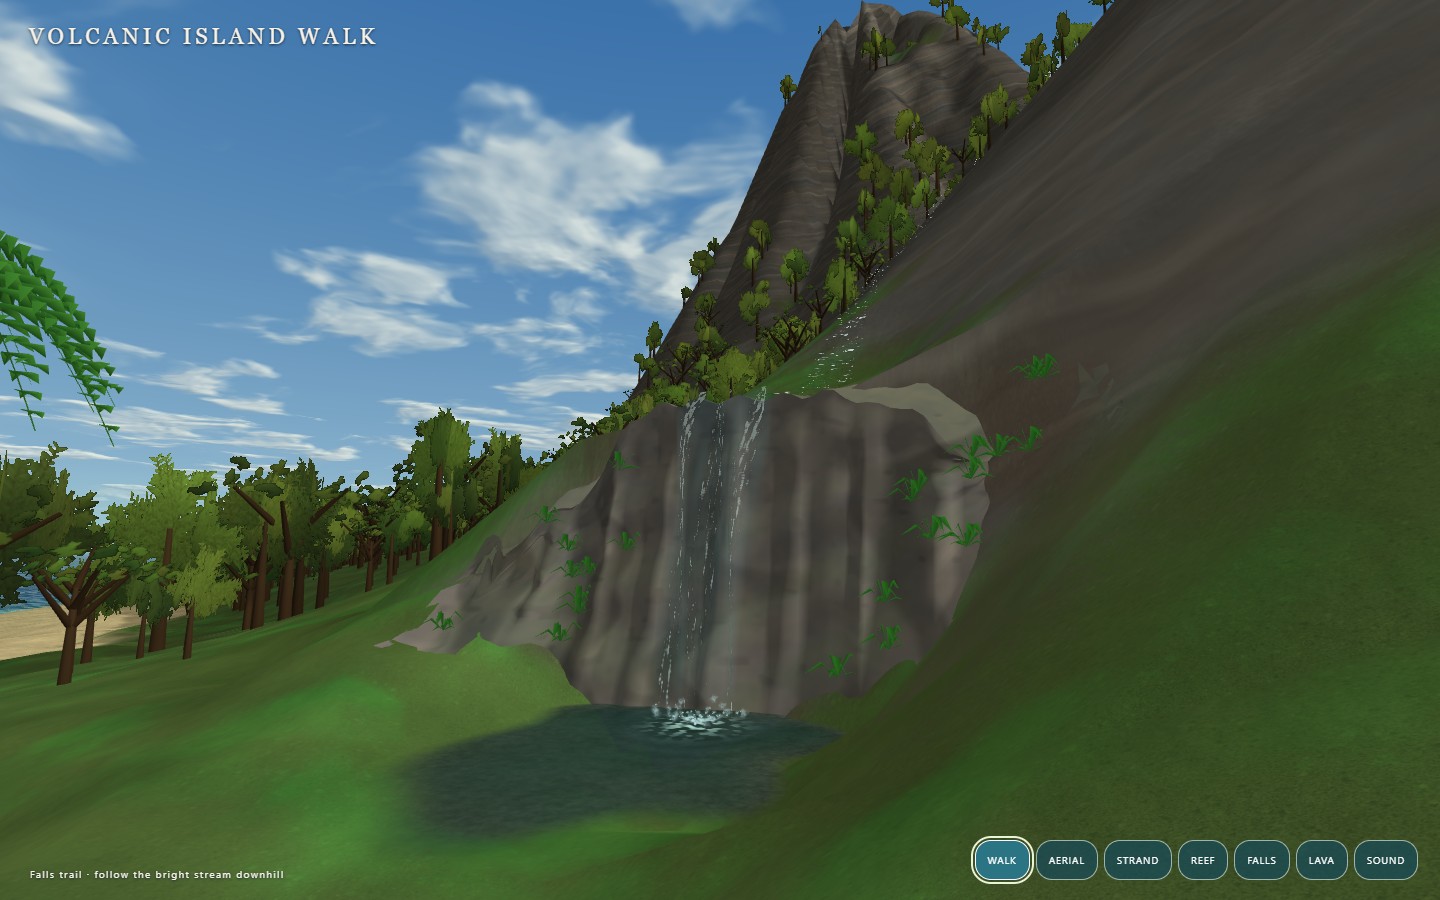 VOLCANIC ISLAND WALK
Falls trail · follow the bright stream downhill
WALK
AERIAL
STRAND
REEF
FALLS
LAVA
SOUND